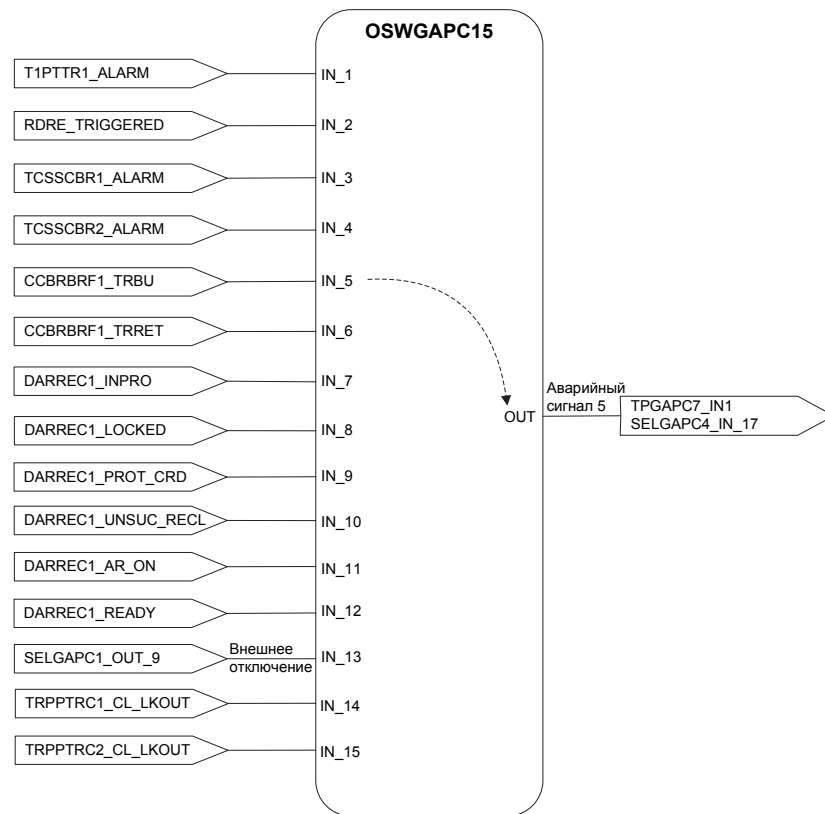 OSWGAPC15
T1PTTR1_ALARM
IN_1
RDRE_TRIGGERED
IN_2
TCSSCBR1_ALARM
IN_3
TCSSCBR2_ALARM
IN_4
CCBRBRF1_TRBU
IN_5
CCBRBRF1_TRRET
IN_6
DARREC1_INPRO
IN_7
DARREC1_LOCKED
IN_8
DARREC1_PROT_CRD
IN_9
DARREC1_UNSUC_RECL
IN_10
DARREC1_AR_ON
IN_11
DARREC1_READY
IN_12
SELGAPC1_OUT_9
Внешнее
отключение
IN_13
TRPPTRC1_CL_LKOUT
IN_14
TRPPTRC2_CL_LKOUT
IN_15
OUT
Аварийный
сигнал 5
TPGAPC7_IN1
SELGAPC4_IN_17